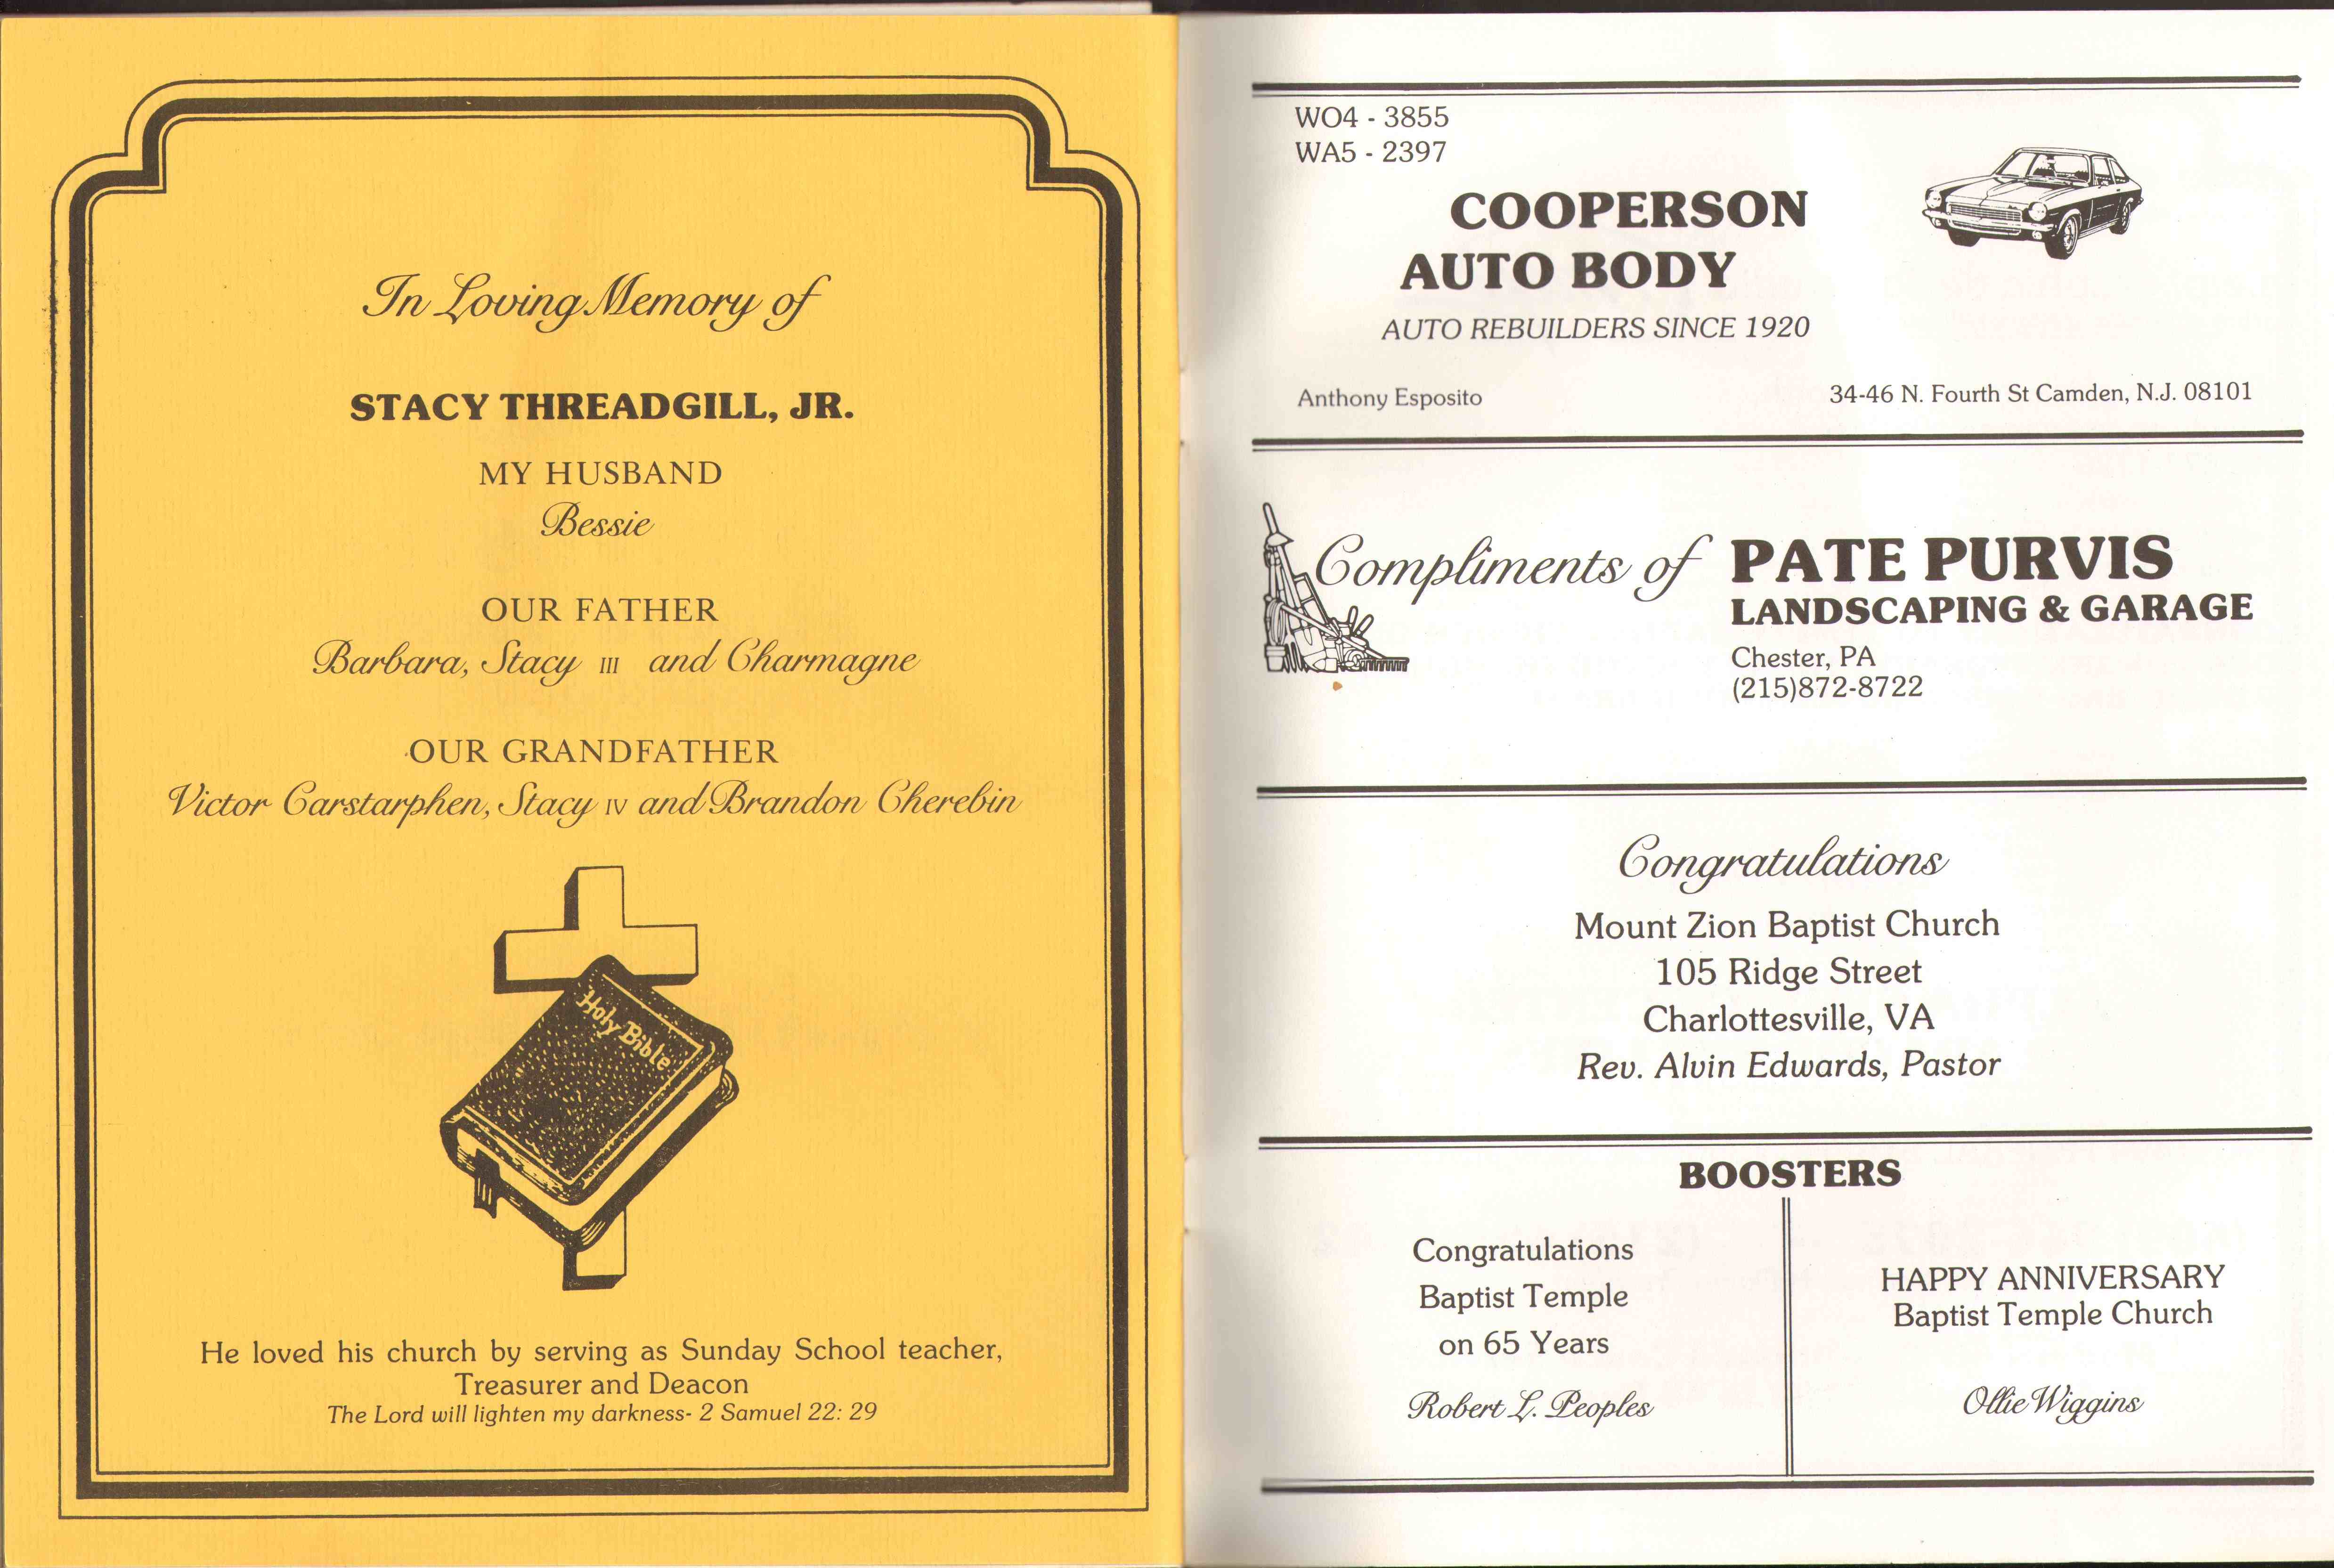 In Loving Memory of
STACY THREADGILL, JR.
MY HUSBAND
Bessie
OUR FATHER
Barbara, Stacy III and Charmagne
OUR GRANDFATHER
Victor Carstarphen, Stacy IV and Brandon Cherebin
Holy Bible
He loved his church by serving as Sunday School teacher,
Treasurer and Deacon
The Lord will lighten my darkness- 2 Samuel 22: 29
WO4 - 3855
WA5 - 2397
COOPERSON
AUTO BODY
AUTO REBUILDERS SINCE 1920
Anthony Esposito
34-46 N. Fourth St Camden, N.J. 08101
Compliments of PATE PURVIS
LANDSCAPING & GARAGE
Chester, PA
(215)872-8722
Congratulations
Mount Zion Baptist Church
105 Ridge Street
Charlottesville, VA
Rev. Alvin Edwards, Pastor
BOOSTERS
Congratulations
Baptist Temple
on 65 Years
Robert L. Peoples
HAPPY ANNIVERSARY
Baptist Temple Church
Ollie Wiggins